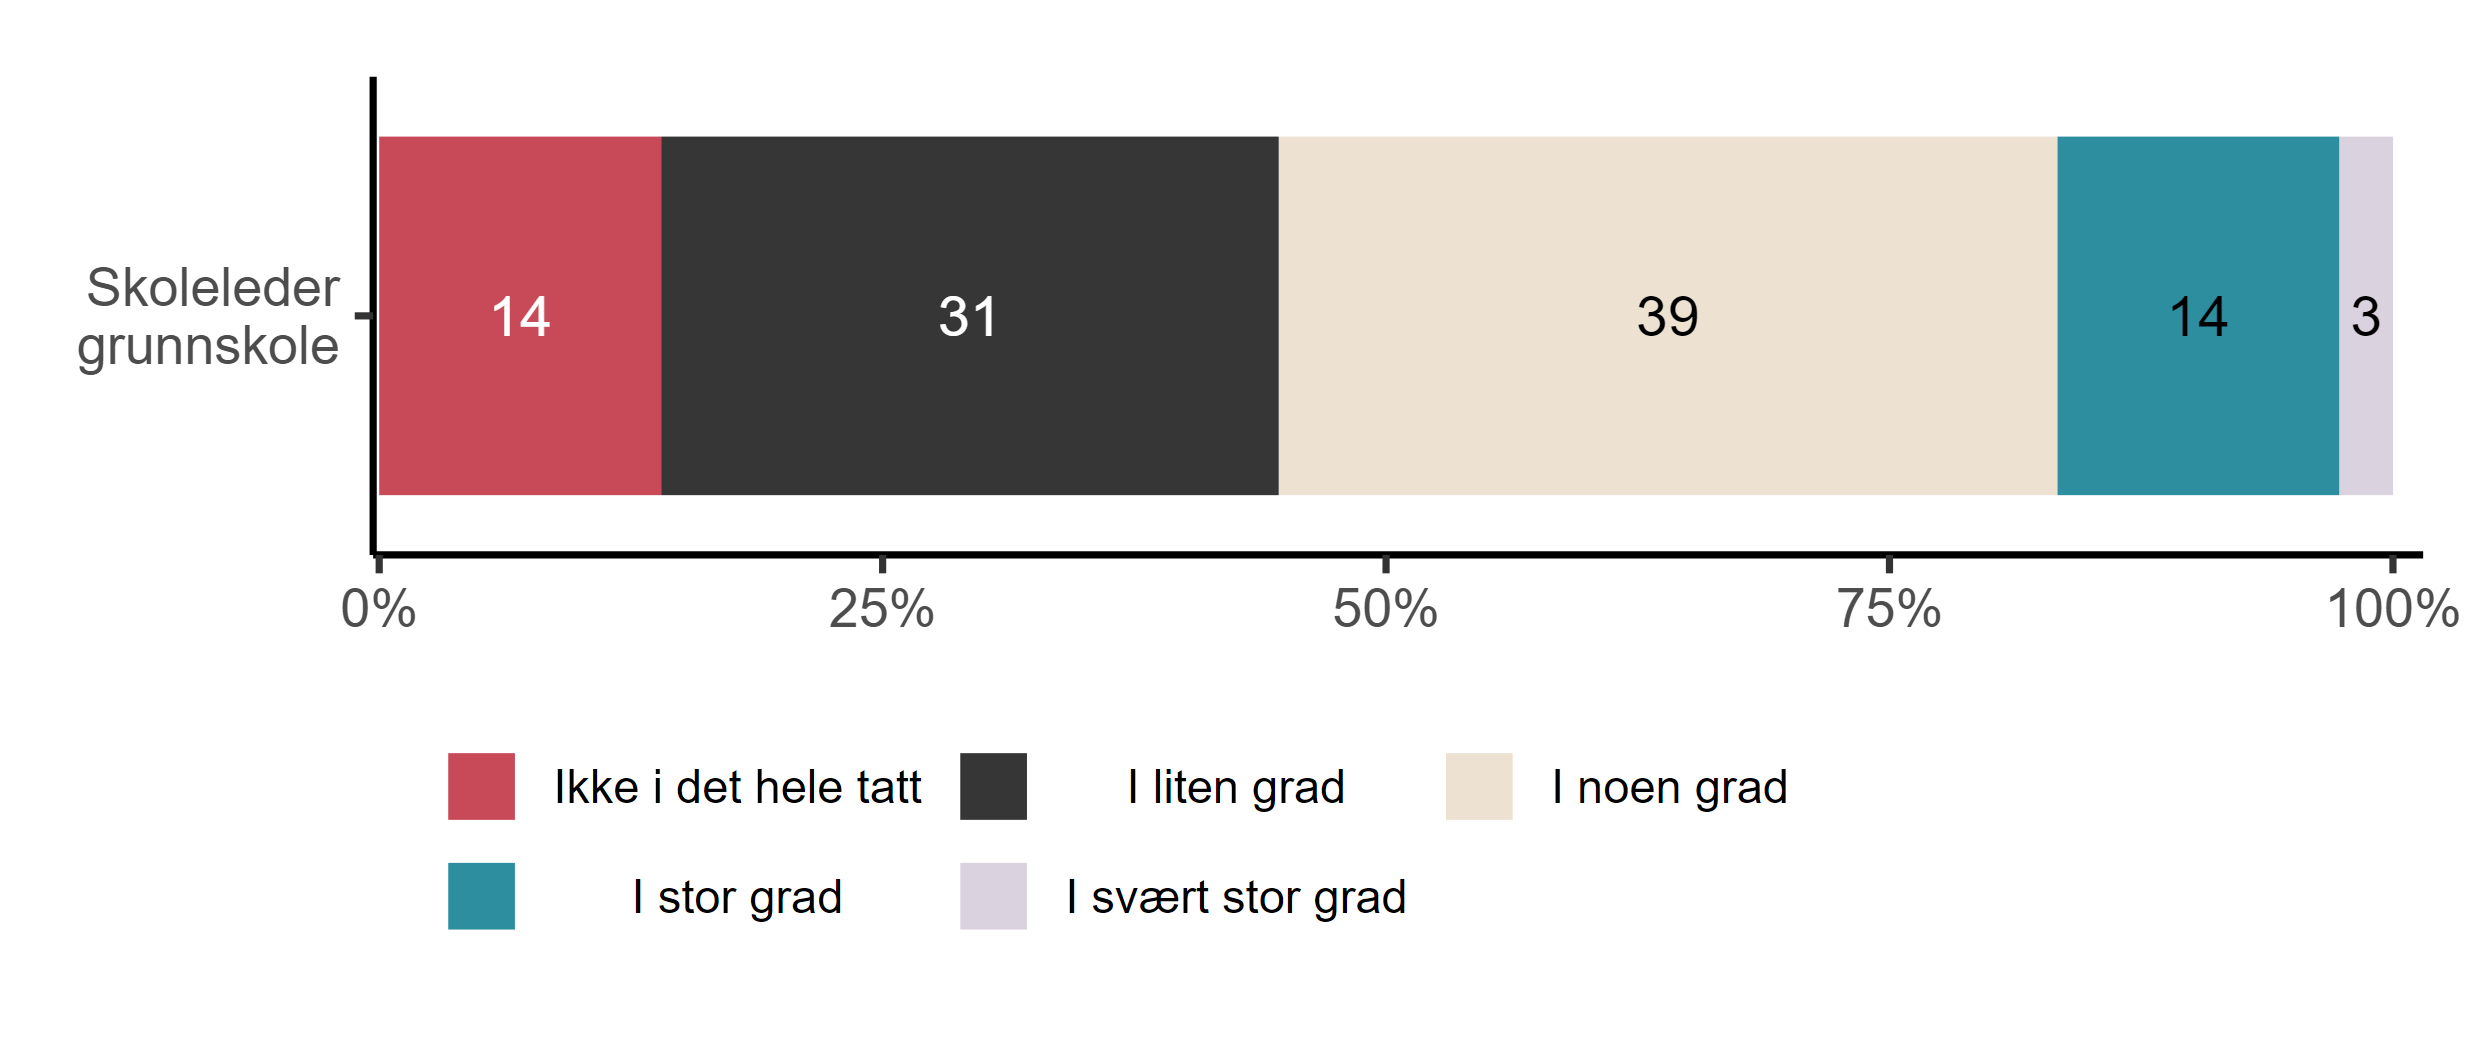 Skoleleder
grunnskole
14 31 39 14 3
0% 25% 50% 75% 100%
Ikke i det hele tatt I liten grad I noen grad
I stor grad I svært stor grad